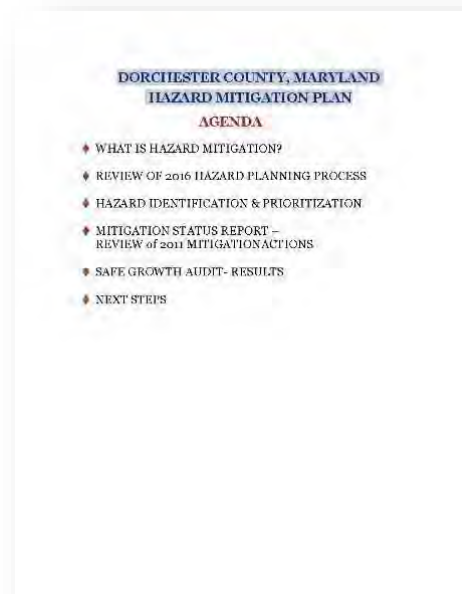 DORCHESTER COUNTY, MARYLAND
HAZARD MITIGATION PLAN
AGENDA
WHAT IS HAZARD MITIGATION?
REVIEW OF 2016 HAZARD PLANNING PROCESS
HAZARD IDENTIFICATION & PRIORITIZATION
MITIGATION STATUS REPORT –
REVIEW of 2011 MITIGATION ACTIONS
SAFE GROWTH AUDIT- RESULTS
NEXT STEPS